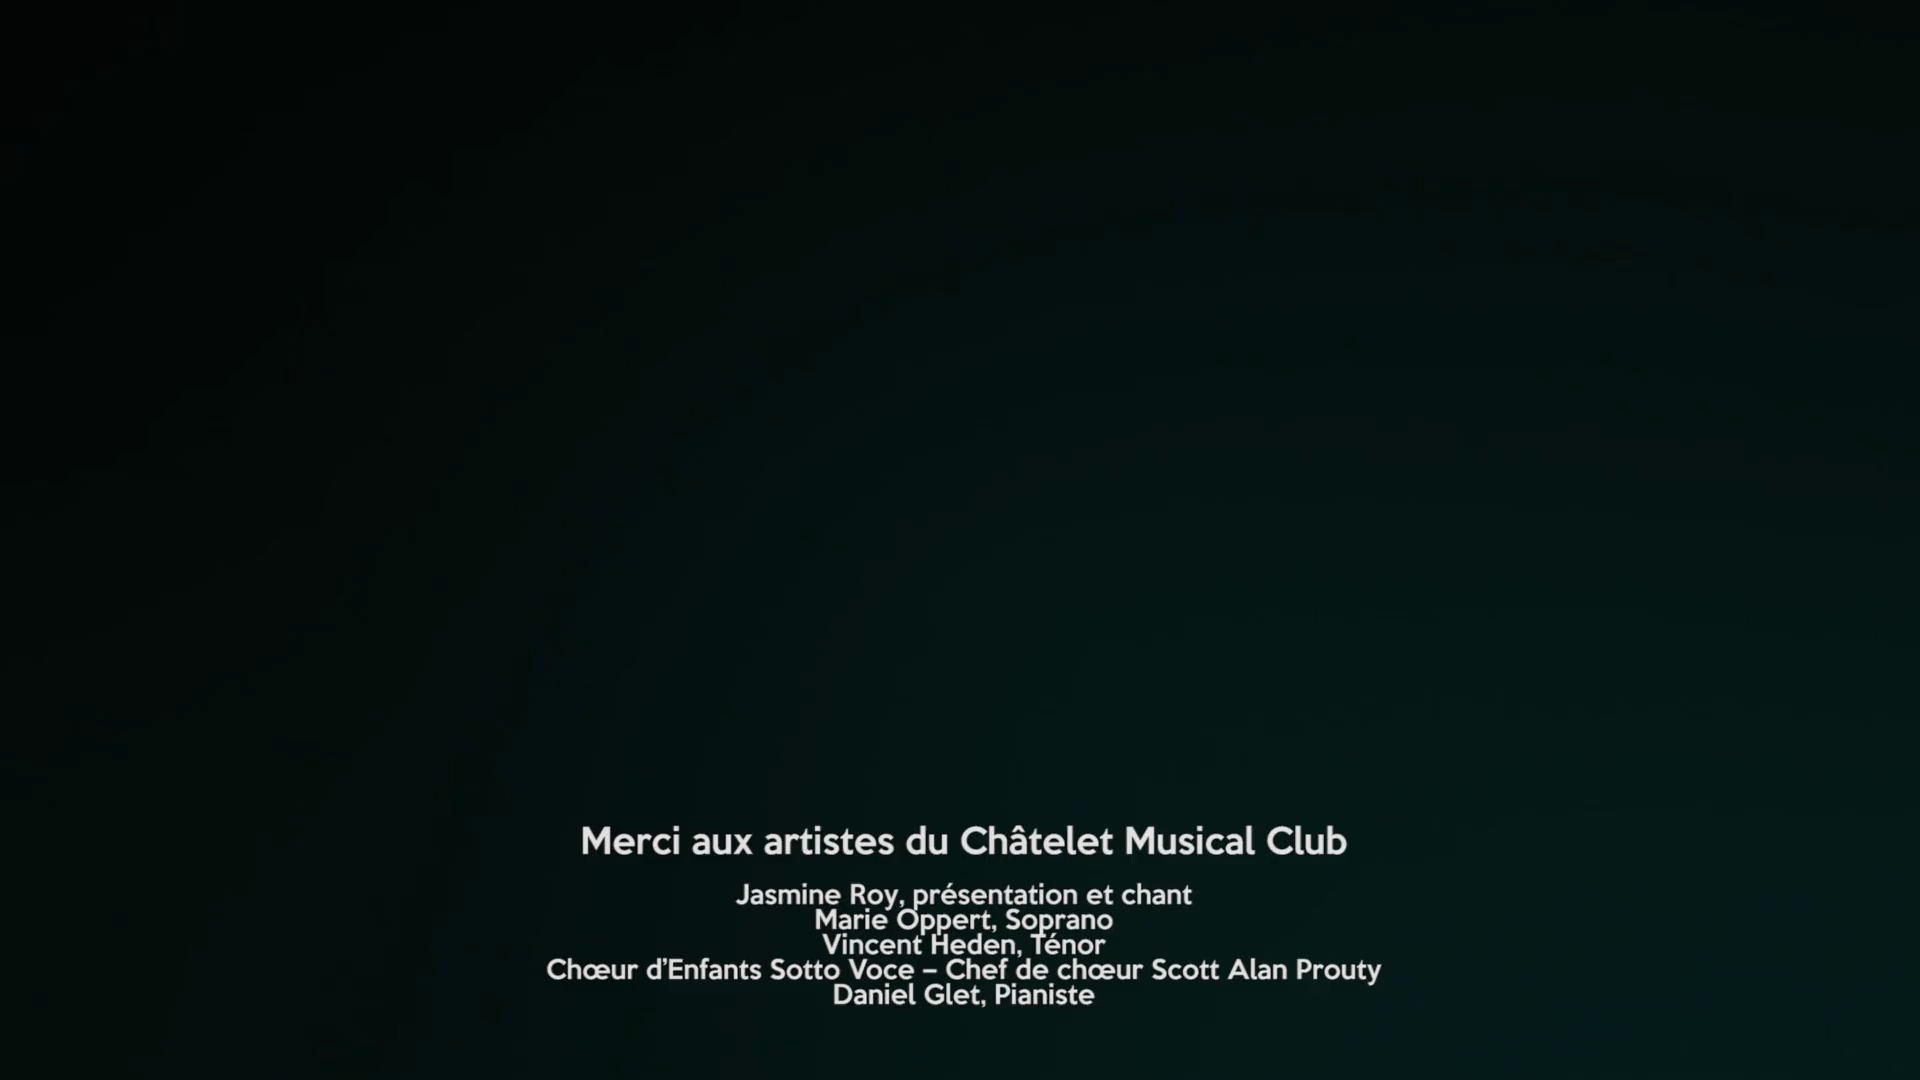 Merci aux artistes du Châtelet Musical Club
Jasmine Roy, présentation et chant
Marie Oppert, Soprano
Vincent Heden, Ténor
Chœur d’Enfants Sotto Voce – Chef de chœur Scott Alan Prouty
Daniel Glet, Pianiste